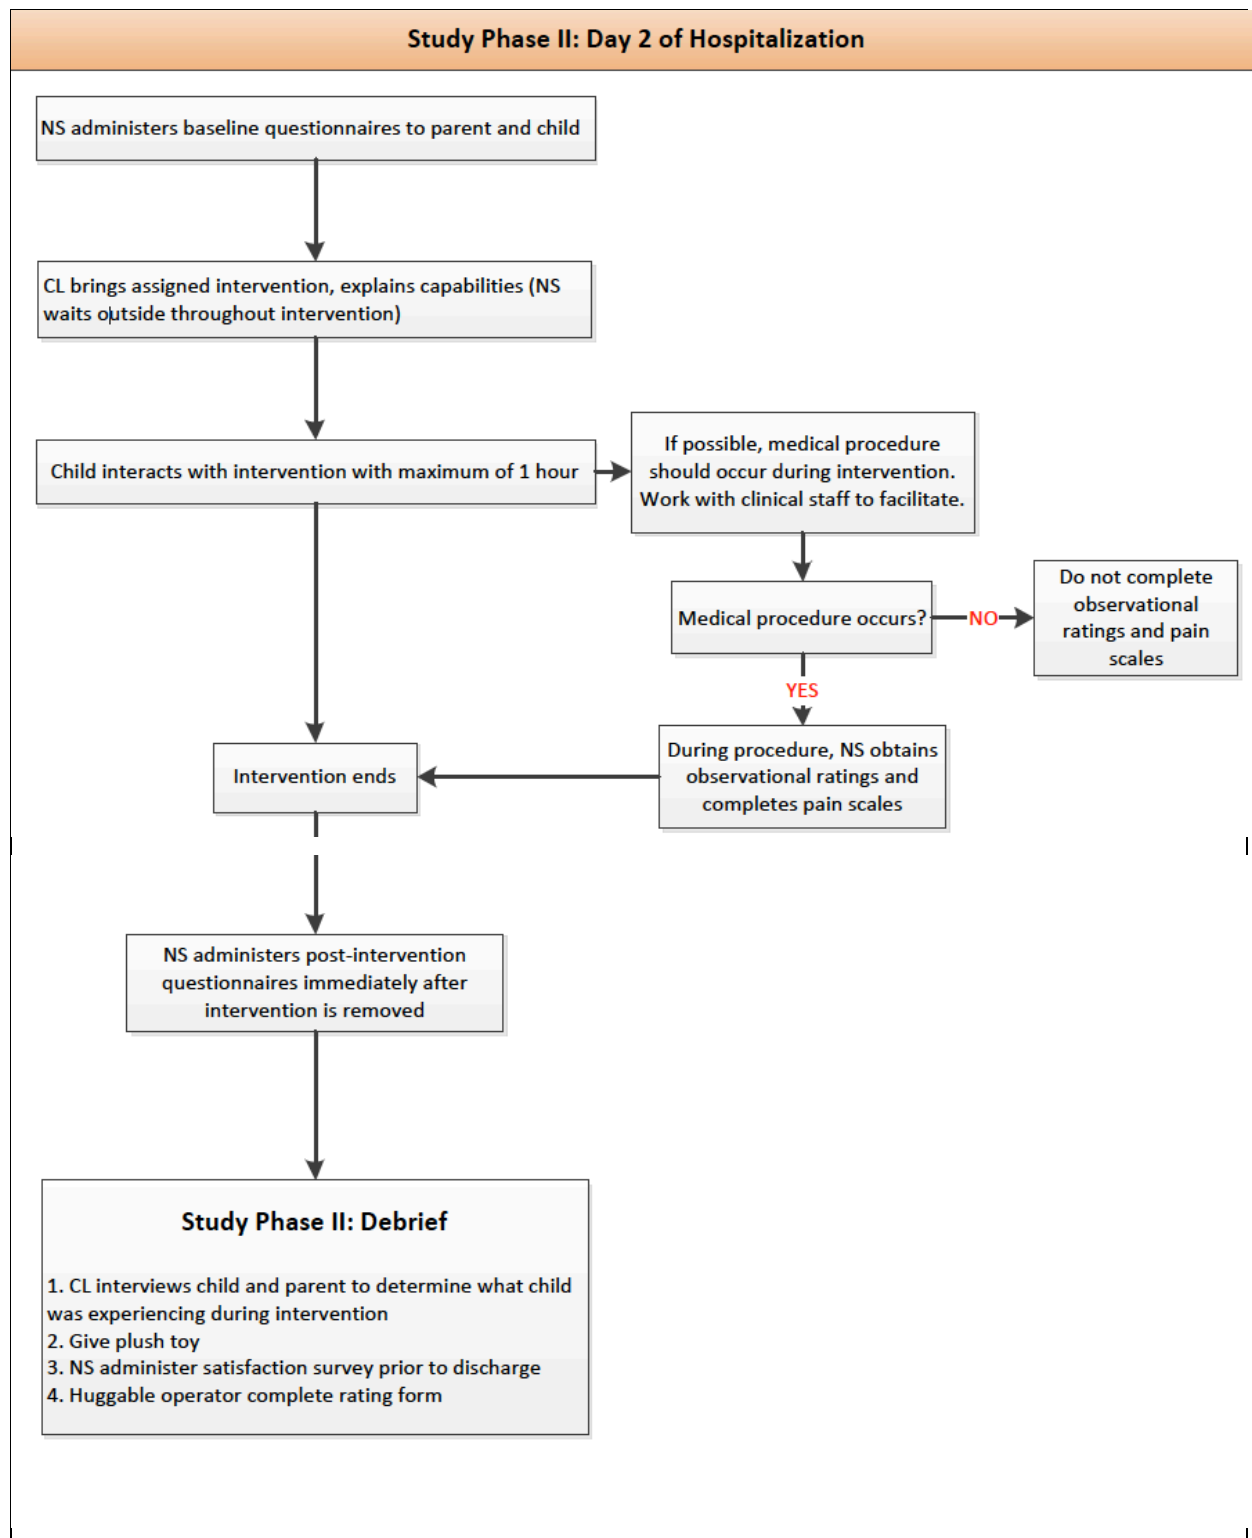 Study Phase II: Day 2 of Hospitalization
NS administers baseline questionnaires to parent and child
CL brings assigned intervention, explains capabilities (NS
waits outside throughout intervention)
Child interacts with intervention with maximum of 1 hour
If possible, medical procedure
should occur during intervention.
Work with clinical staff to facilitate.
Medical procedure occurs?
NO
Do not complete
observational
ratings and pain
scales
YES
During procedure, NS obtains
observational ratings and
completes pain scales
Intervention ends
NS administers post-intervention
questionnaires immediately after
intervention is removed
Study Phase II: Debrief
1. CL interviews child and parent to determine what child
was experiencing during intervention
2. Give plush toy
3. NS administer satisfaction survey prior to discharge
4. Huggable operator complete rating form